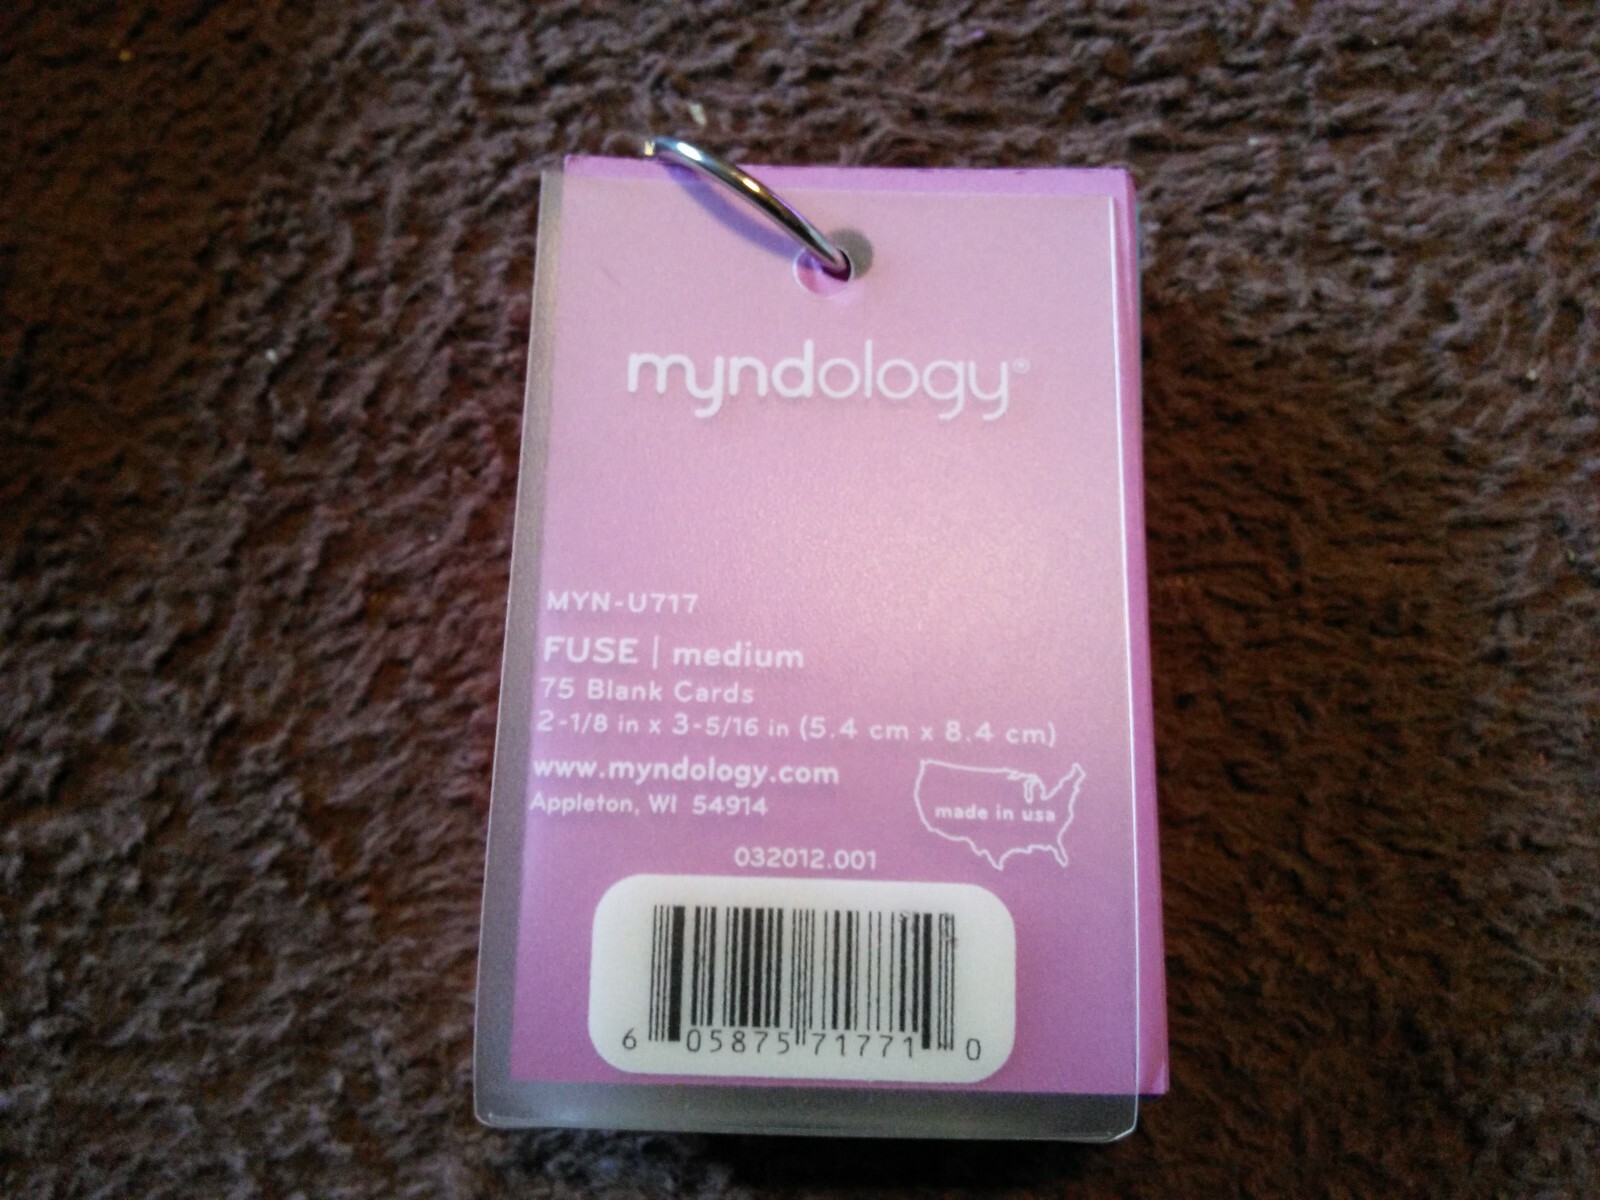 myndology®
MYN-U717
FUSE | medium
75 Blank Cards
2-1/8 in x 3-5/16 in (5.4 cm x 8.4 cm)
www.myndology.com
Appleton, WI 54914
made in usa
032012.001
6 05875 71771 0